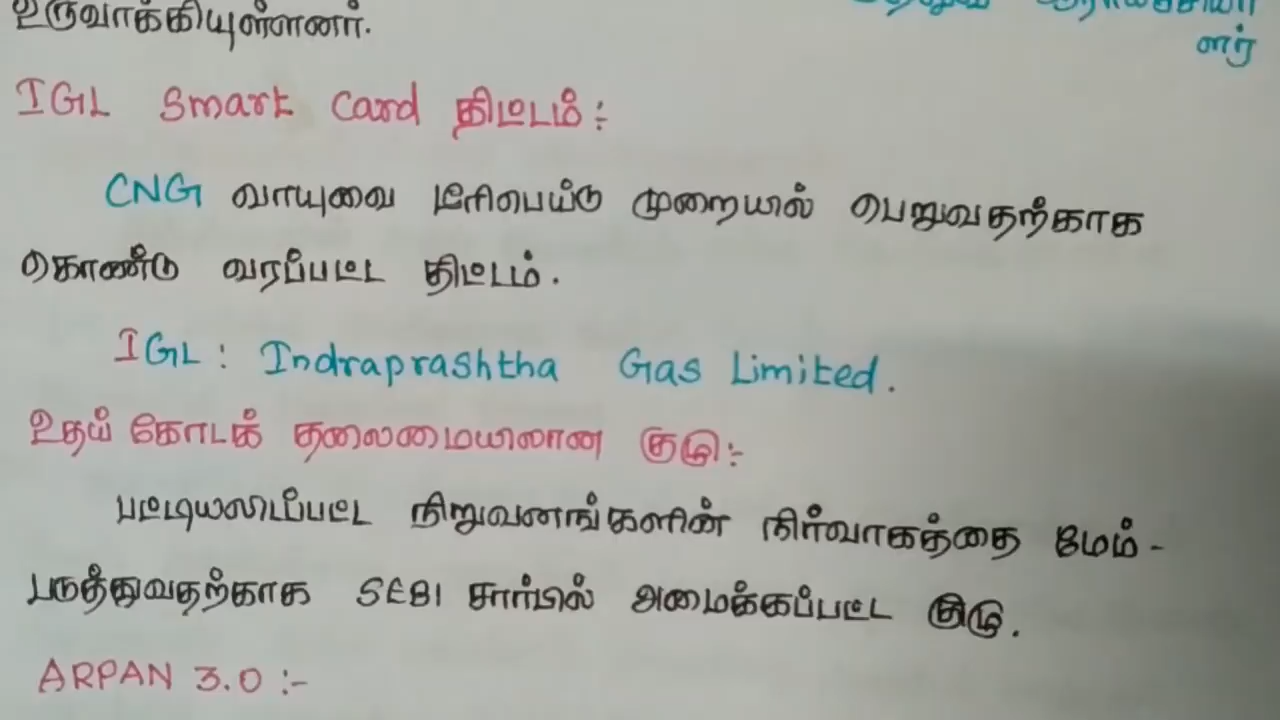 உருவாக்கியுள்ளனர்.
ளர்
IGL Smart Card திட்டம் :
CNG வாயுவை ப்ரிபெய்டு முறையில் பெறுவதற்காக
கொண்டு வரப்பட்ட திட்டம்.
IGL : Indraprashtha Gas Limited.
உதய் கோடக் தலைமையிலான குழு :-
பட்டியலிடப்பட்ட நிறுவனங்களின் நிர்வாகத்தை மேம் -
படுத்துவதற்காக SEBI சார்பில் அமைக்கப்பட்ட குழு.
ARPAN 3.0 :-